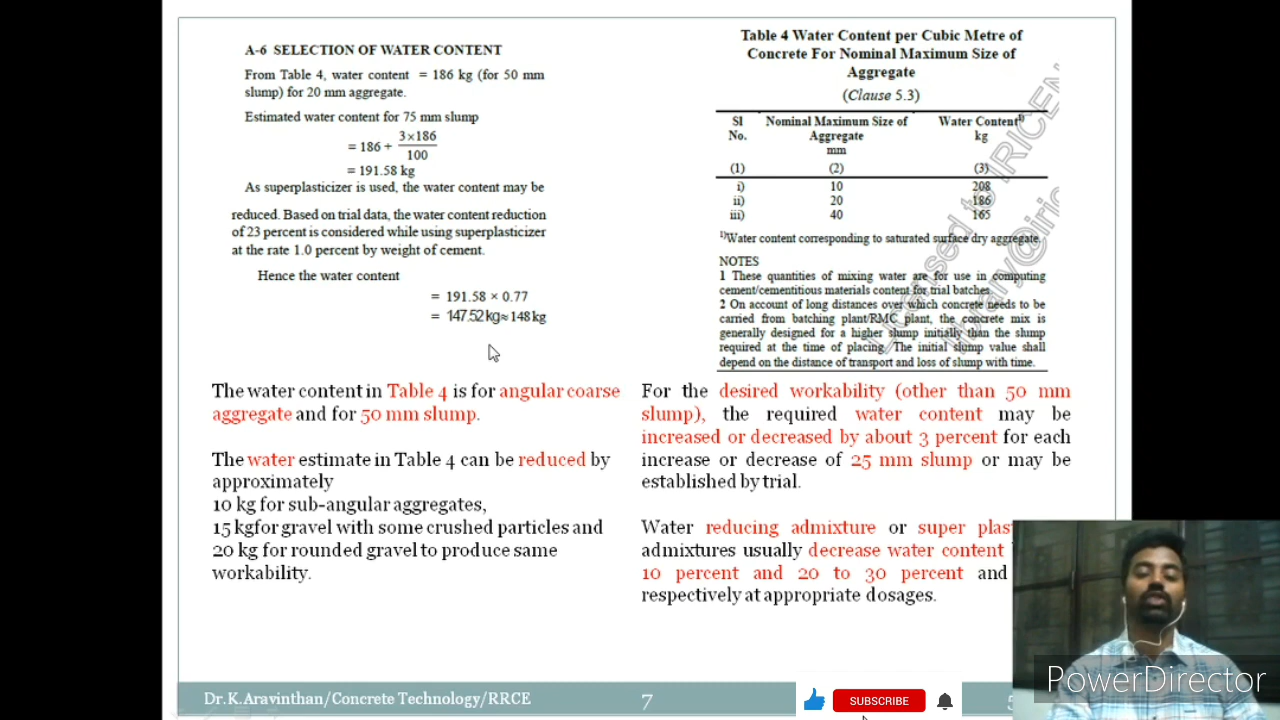 A-6 SELECTION OF WATER CONTENT
From Table 4, water content = 186 kg (for 50 mm
slump) for 20 mm aggregate.
Estimated water content for 75 mm slump
= 186 + 3×186
100
= 191.58 kg
As superplasticizer is used, the water content may be
reduced. Based on trial data, the water content reduction
of 23 percent is considered while using superplasticizer
at the rate 1.0 percent by weight of cement.
Hence the water content
= 191.58 × 0.77
= 147.52 kg ≈ 148 kg
Table 4 Water Content per Cubic Metre of
Concrete For Nominal Maximum Size of
Aggregate
(Clause 5.3)
Sl Nominal Maximum Size of Water Content¹⁾
No. Aggregate kg
mm
(1) (2) (3)
i) 10 208
ii) 20 186
iii) 40 165
¹⁾Water content corresponding to saturated surface dry aggregate.
NOTES
1 These quantities of mixing water are for use in computing
cement/cementitious materials content for trial batches.
2 On account of long distances over which concrete needs to be
carried from batching plant/RMC plant, the concrete mix is
generally designed for a higher slump initially than the slump
required at the time of placing. The initial slump value shall
depend on the distance of transport and loss of slump with time.
The water content in Table 4 is for angular coarse
aggregate and for 50 mm slump.
The water estimate in Table 4 can be reduced by
approximately
10 kg for sub-angular aggregates,
15 kgfor gravel with some crushed particles and
20 kg for rounded gravel to produce same
workability.
For the desired workability (other than 50 mm
slump), the required water content may be
increased or decreased by about 3 percent for each
increase or decrease of 25 mm slump or may be
established by trial.
Water reducing admixture or super
admixtures usually decrease water content
10 percent and 20 to 30 percent and
respectively at appropriate dosages.
Dr.K.Aravinthan/Concrete Technology/RRCE
7
SUBSCRIBE
PowerDirector